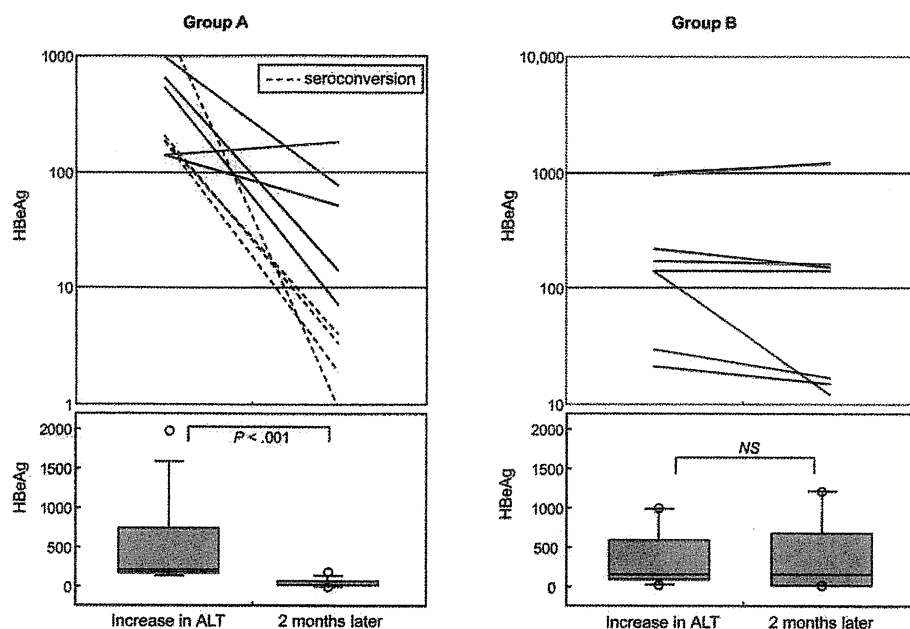 Group A
Group B
1000
100
10
1
HBeAg
seroconversion
10,000
1000
100
10
HBeAg
2000
1500
1000
500
0
HBeAg
P < .001
Increase in ALT
2 months later
2000
1500
1000
500
0
HBeAg
NS
Increase in ALT
2 months later